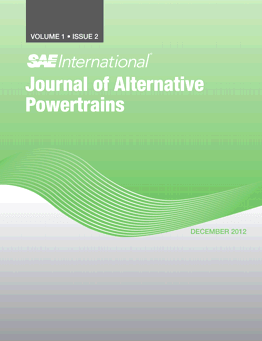 VOLUME 1 • ISSUE 2
SAE International
Journal of Alternative
Powertrains
DECEMBER 2012